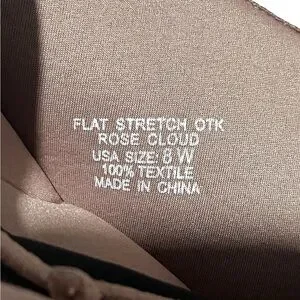 FLAT STRETCH OTK
ROSE CLOUD
USA SIZE: 8 W
100% TEXTILE
MADE IN CHINA